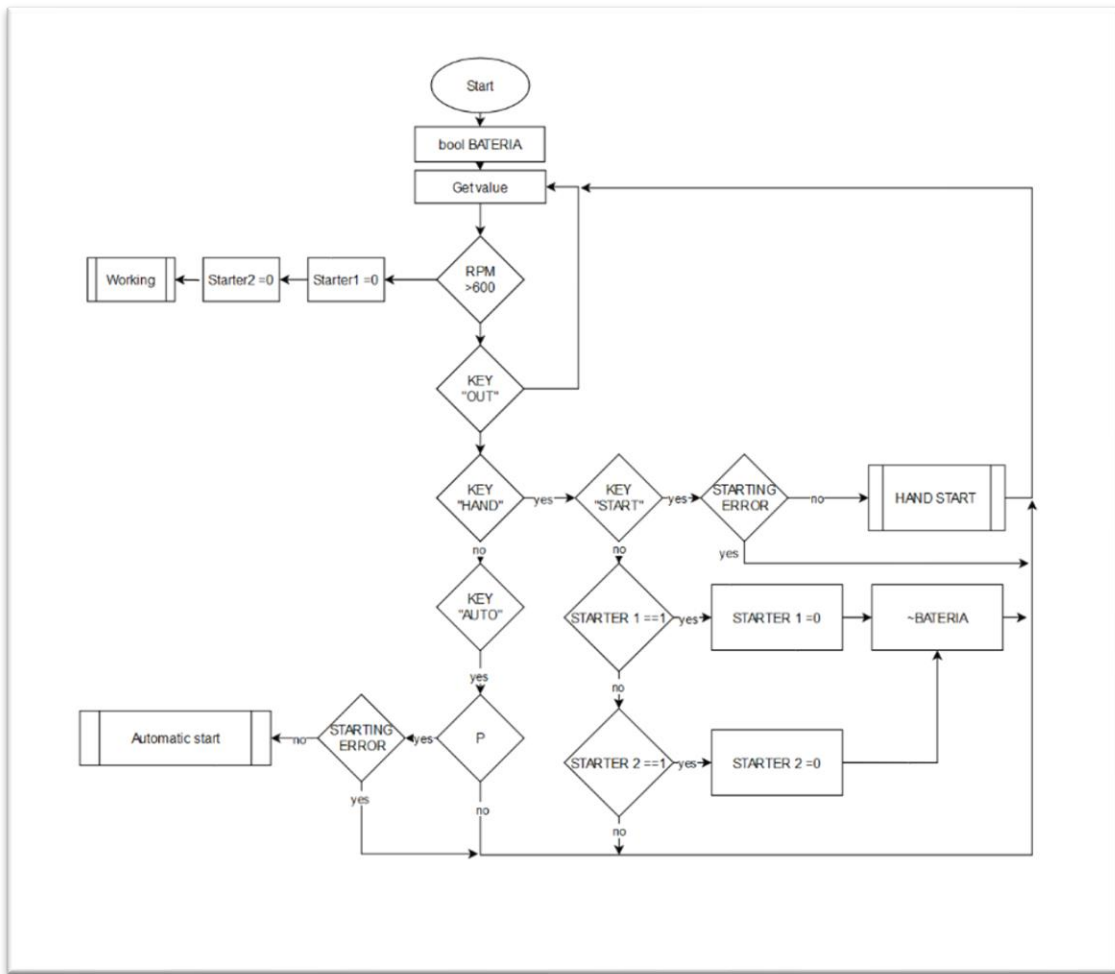 Start
bool BATERIA
Get value
RPM
>600
Starter1 =0
Starter2 =0
Working
KEY
"OUT"
KEY
"HAND"
yes
KEY
"START"
yes
STARTING
ERROR
no
HAND START
yes
no
no
KEY
"AUTO"
STARTER 1 ==1
yes
STARTER 1 =0
~BATERIA
yes
no
P
yes
STARTING
ERROR
no
Automatic start
STARTER 2 ==1
yes
STARTER 2 =0
yes
no
no